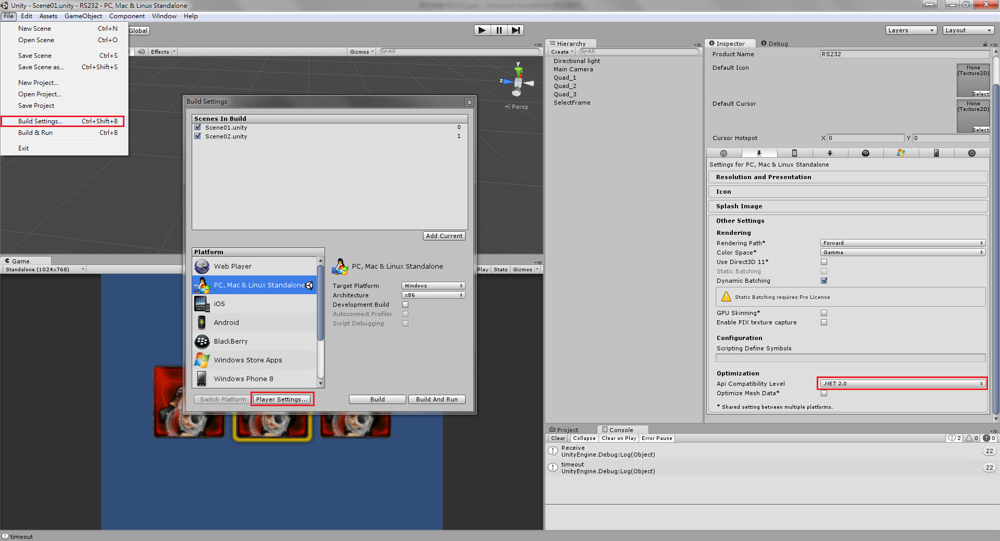 Unity - Scene01.unity - RS232 - PC, Mac & Linux Standalone
File Edit Assets GameObject Component Window Help
New Scene Ctrl+N
Open Scene Ctrl+O
Save Scene Ctrl+S
Save Scene as... Ctrl+Shift+S
New Project...
Open Project...
Save Project
Build Settings... Ctrl+Shift+B
Build & Run Ctrl+B
Exit
Global
Layers
Layout
Effects
Gizmos
All
y
z
Persp
Build Settings
x
Scenes In Build
Scene01.unity 0
Scene02.unity 1
Add Current
Platform
Web Player
PC, Mac & Linux Standalone
iOS
Android
BlackBerry
Windows Store Apps
Windows Phone 8
PC, Mac & Linux Standalone
Target Platform Windows
Architecture x86
Development Build
Autoconnect Profiler
Script Debugging
Switch Platform
Player Settings...
Build
Build And Run
Game
Standalone (1024x768)
Play Stats Gizmos
Hierarchy
Create All
Directional light
Main Camera
Quad_1
Quad_2
Quad_3
SelectFrame
Inspector
Debug
Product Name RS232
Default Icon
None
(Texture2D)
Select
Default Cursor
None
(Texture2D)
Select
Cursor Hotspot X 0 Y 0
Settings for PC, Mac & Linux Standalone
Resolution and Presentation
Icon
Splash Image
Other Settings
Rendering
Rendering Path* Forward
Color Space* Gamma
Use Direct3D 11*
Static Batching
Dynamic Batching
Static Batching requires Pro License
GPU Skinning*
Enable PIX texture capture
Configuration
Scripting Define Symbols
Optimization
Api Compatibility Level .NET 2.0
Optimize Mesh Data*
* Shared setting between multiple platforms.
Project
Console
Clear Collapse Clear on Play Error Pause 2 0 0
Receive
UnityEngine.Debug:Log(Object) 22
timeout
UnityEngine.Debug:Log(Object) 22
timeout